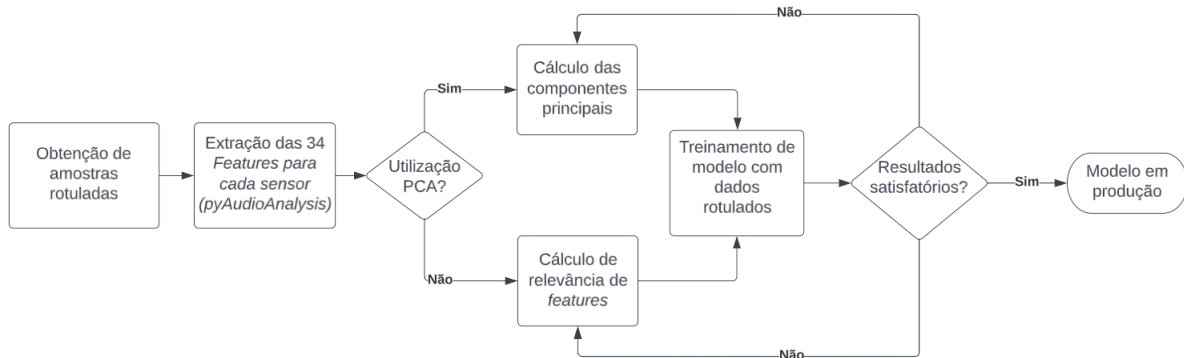 Não
Cálculo das
componentes
principais
Sim
Obtenção de
amostras
rotuladas
Extração das 34
Features para
cada sensor
(pyAudioAnalysis)
Utilização
PCA?
Treinamento de
modelo com
dados
rotulados
Resultados
satisfatórios?
Sim
Modelo em
produção
Não
Cálculo de
relevância de
features
Não